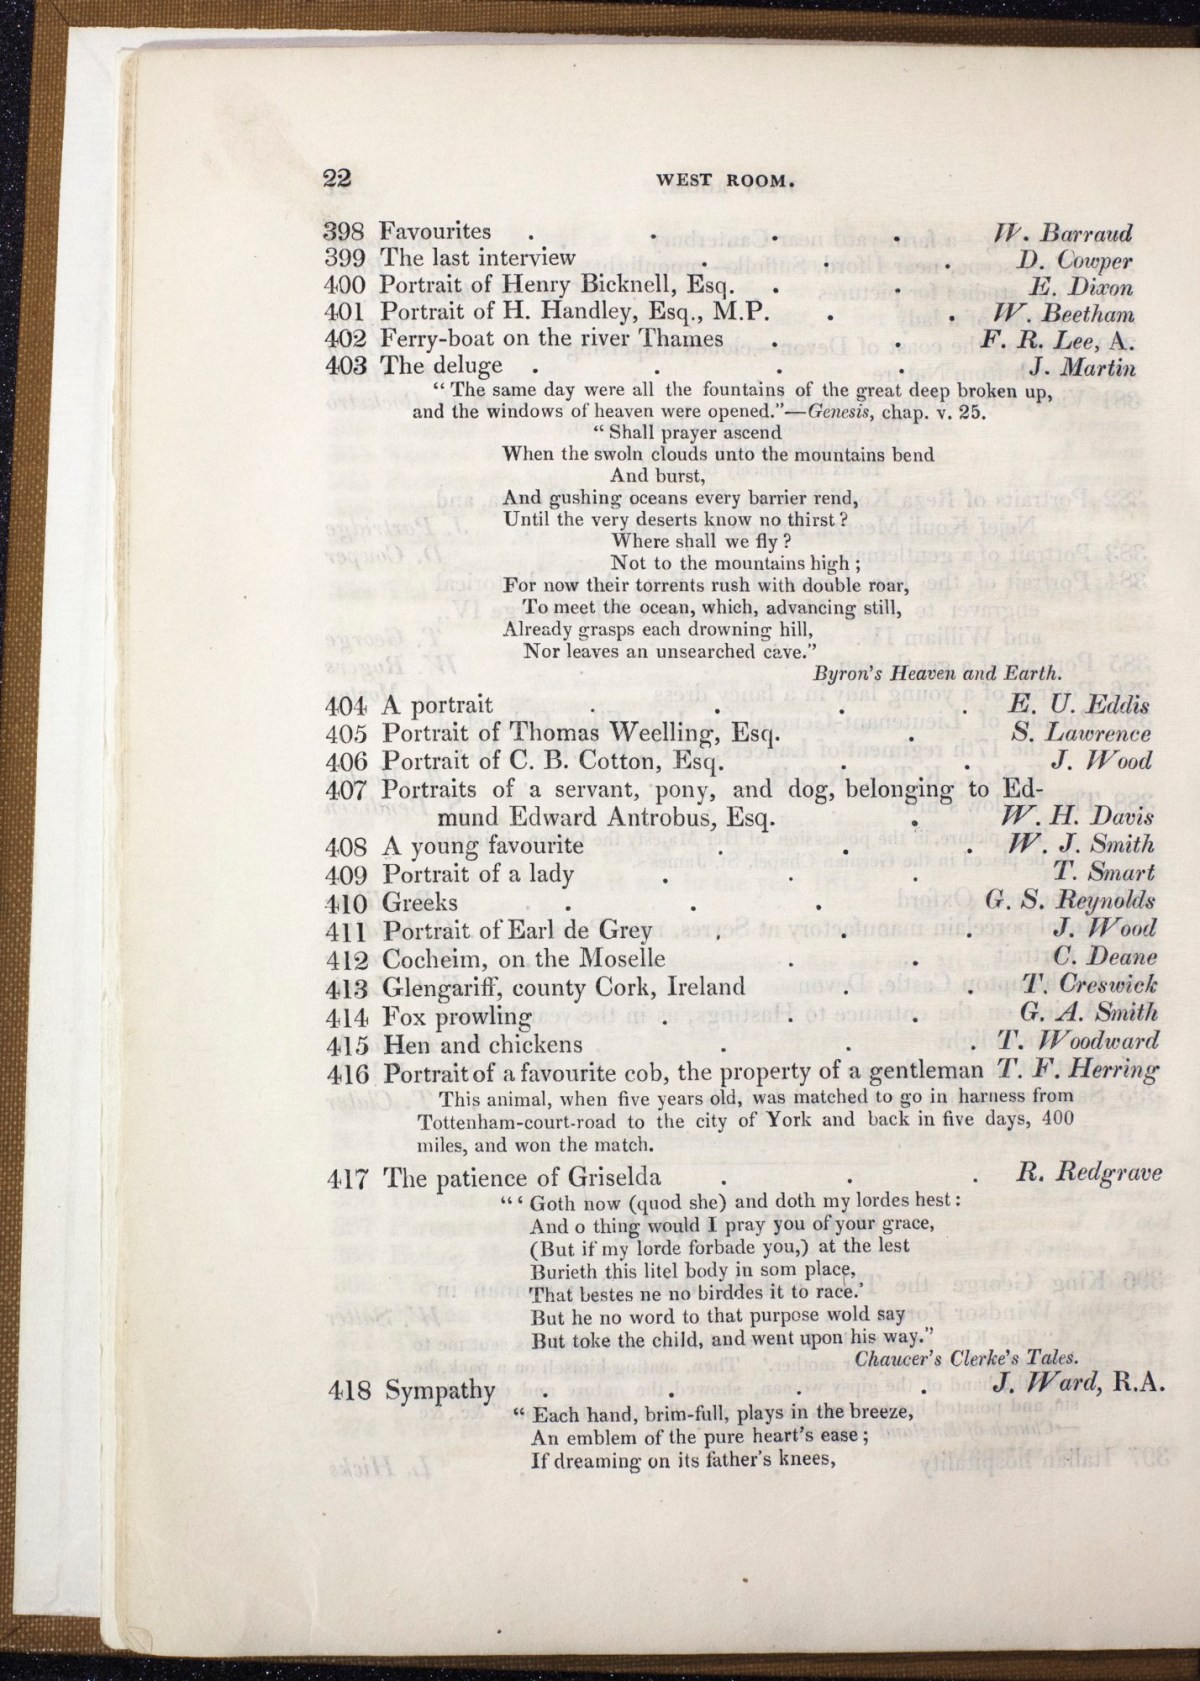 22 WEST ROOM.
398 Favourites . . . . W. Barraud
399 The last interview . . . D. Cowper
400 Portrait of Henry Bicknell, Esq. . . E. Dixon
401 Portrait of H. Handley, Esq., M.P. . . W. Beetham
402 Ferry-boat on the river Thames . . F. R. Lee, A.
403 The deluge . . . . J. Martin
“ The same day were all the fountains of the great deep broken up,
and the windows of heaven were opened.”—Genesis, chap. v. 25.
“ Shall prayer ascend
When the swoln clouds unto the mountains bend
And burst,
And gushing oceans every barrier rend,
Until the very deserts know no thirst ?
Where shall we fly ?
Not to the mountains high ;
For now their torrents rush with double roar,
To meet the ocean, which, advancing still,
Already grasps each drowning hill,
Nor leaves an unsearched cave.”
Byron's Heaven and Earth.
404 A portrait . . . . E. U. Eddis
405 Portrait of Thomas Weelling, Esq. . S. Lawrence
406 Portrait of C. B. Cotton, Esq. . . J. Wood
407 Portraits of a servant, pony, and dog, belonging to Ed-
mund Edward Antrobus, Esq. . W. H. Davis
408 A young favourite . . . W. J. Smith
409 Portrait of a lady . . . T. Smart
410 Greeks . . . G. S. Reynolds
411 Portrait of Earl de Grey . . . J. Wood
412 Cocheim, on the Moselle . . C. Deane
413 Glengariff, county Cork, Ireland . . T. Creswick
414 Fox prowling . . . G. A. Smith
415 Hen and chickens . . . T. Woodward
416 Portrait of a favourite cob, the property of a gentleman T. F. Herring
This animal, when five years old, was matched to go in harness from
Tottenham-court-road to the city of York and back in five days, 400
miles, and won the match.
417 The patience of Griselda . . . R. Redgrave
“ ‘ Goth now (quod she) and doth my lordes hest :
And o thing would I pray you of your grace,
(But if my lorde forbade you,) at the lest
Burieth this litel body in som place,
That bestes ne no birddes it to race.’
But he no word to that purpose wold say
But toke the child, and went upon his way.”
Chaucer's Clerke's Tales.
418 Sympathy . . . . J. Ward, R.A.
“ Each hand, brim-full, plays in the breeze,
An emblem of the pure heart's ease ;
If dreaming on its father's knees,